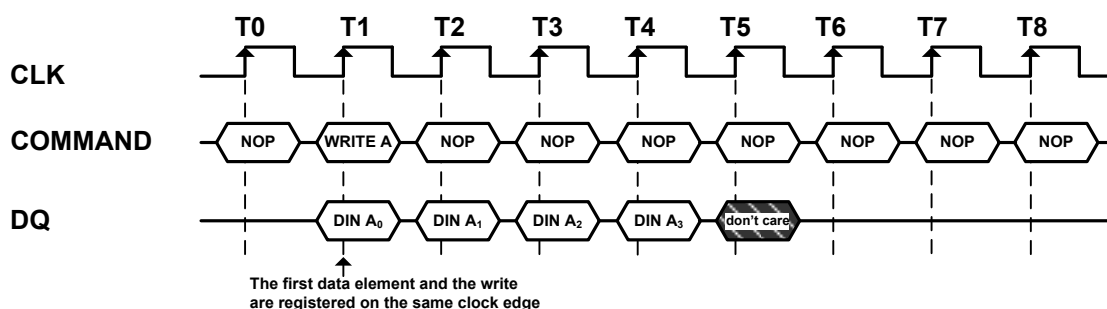 T0 T1 T2 T3 T4 T5 T6 T7 T8
CLK
COMMAND NOP WRITE A NOP NOP NOP NOP NOP NOP NOP
DQ DIN A₀ DIN A₁ DIN A₂ DIN A₃ don't care
The first data element and the write
are registered on the same clock edge